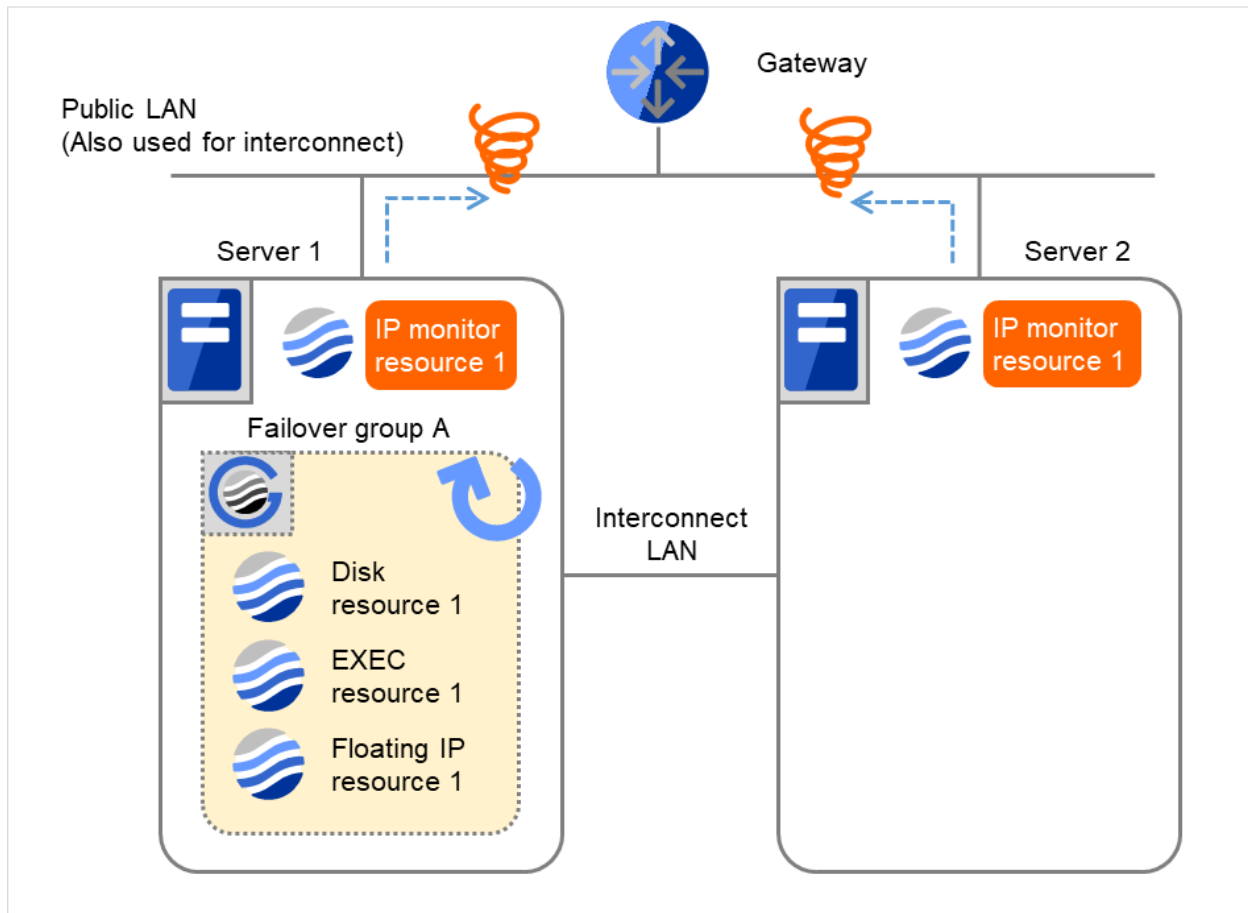 Gateway
Public LAN
(Also used for interconnect)
Server 1
Server 2
IP monitor
resource 1
IP monitor
resource 1
Failover group A
Interconnect
LAN
Disk
resource 1
EXEC
resource 1
Floating IP
resource 1